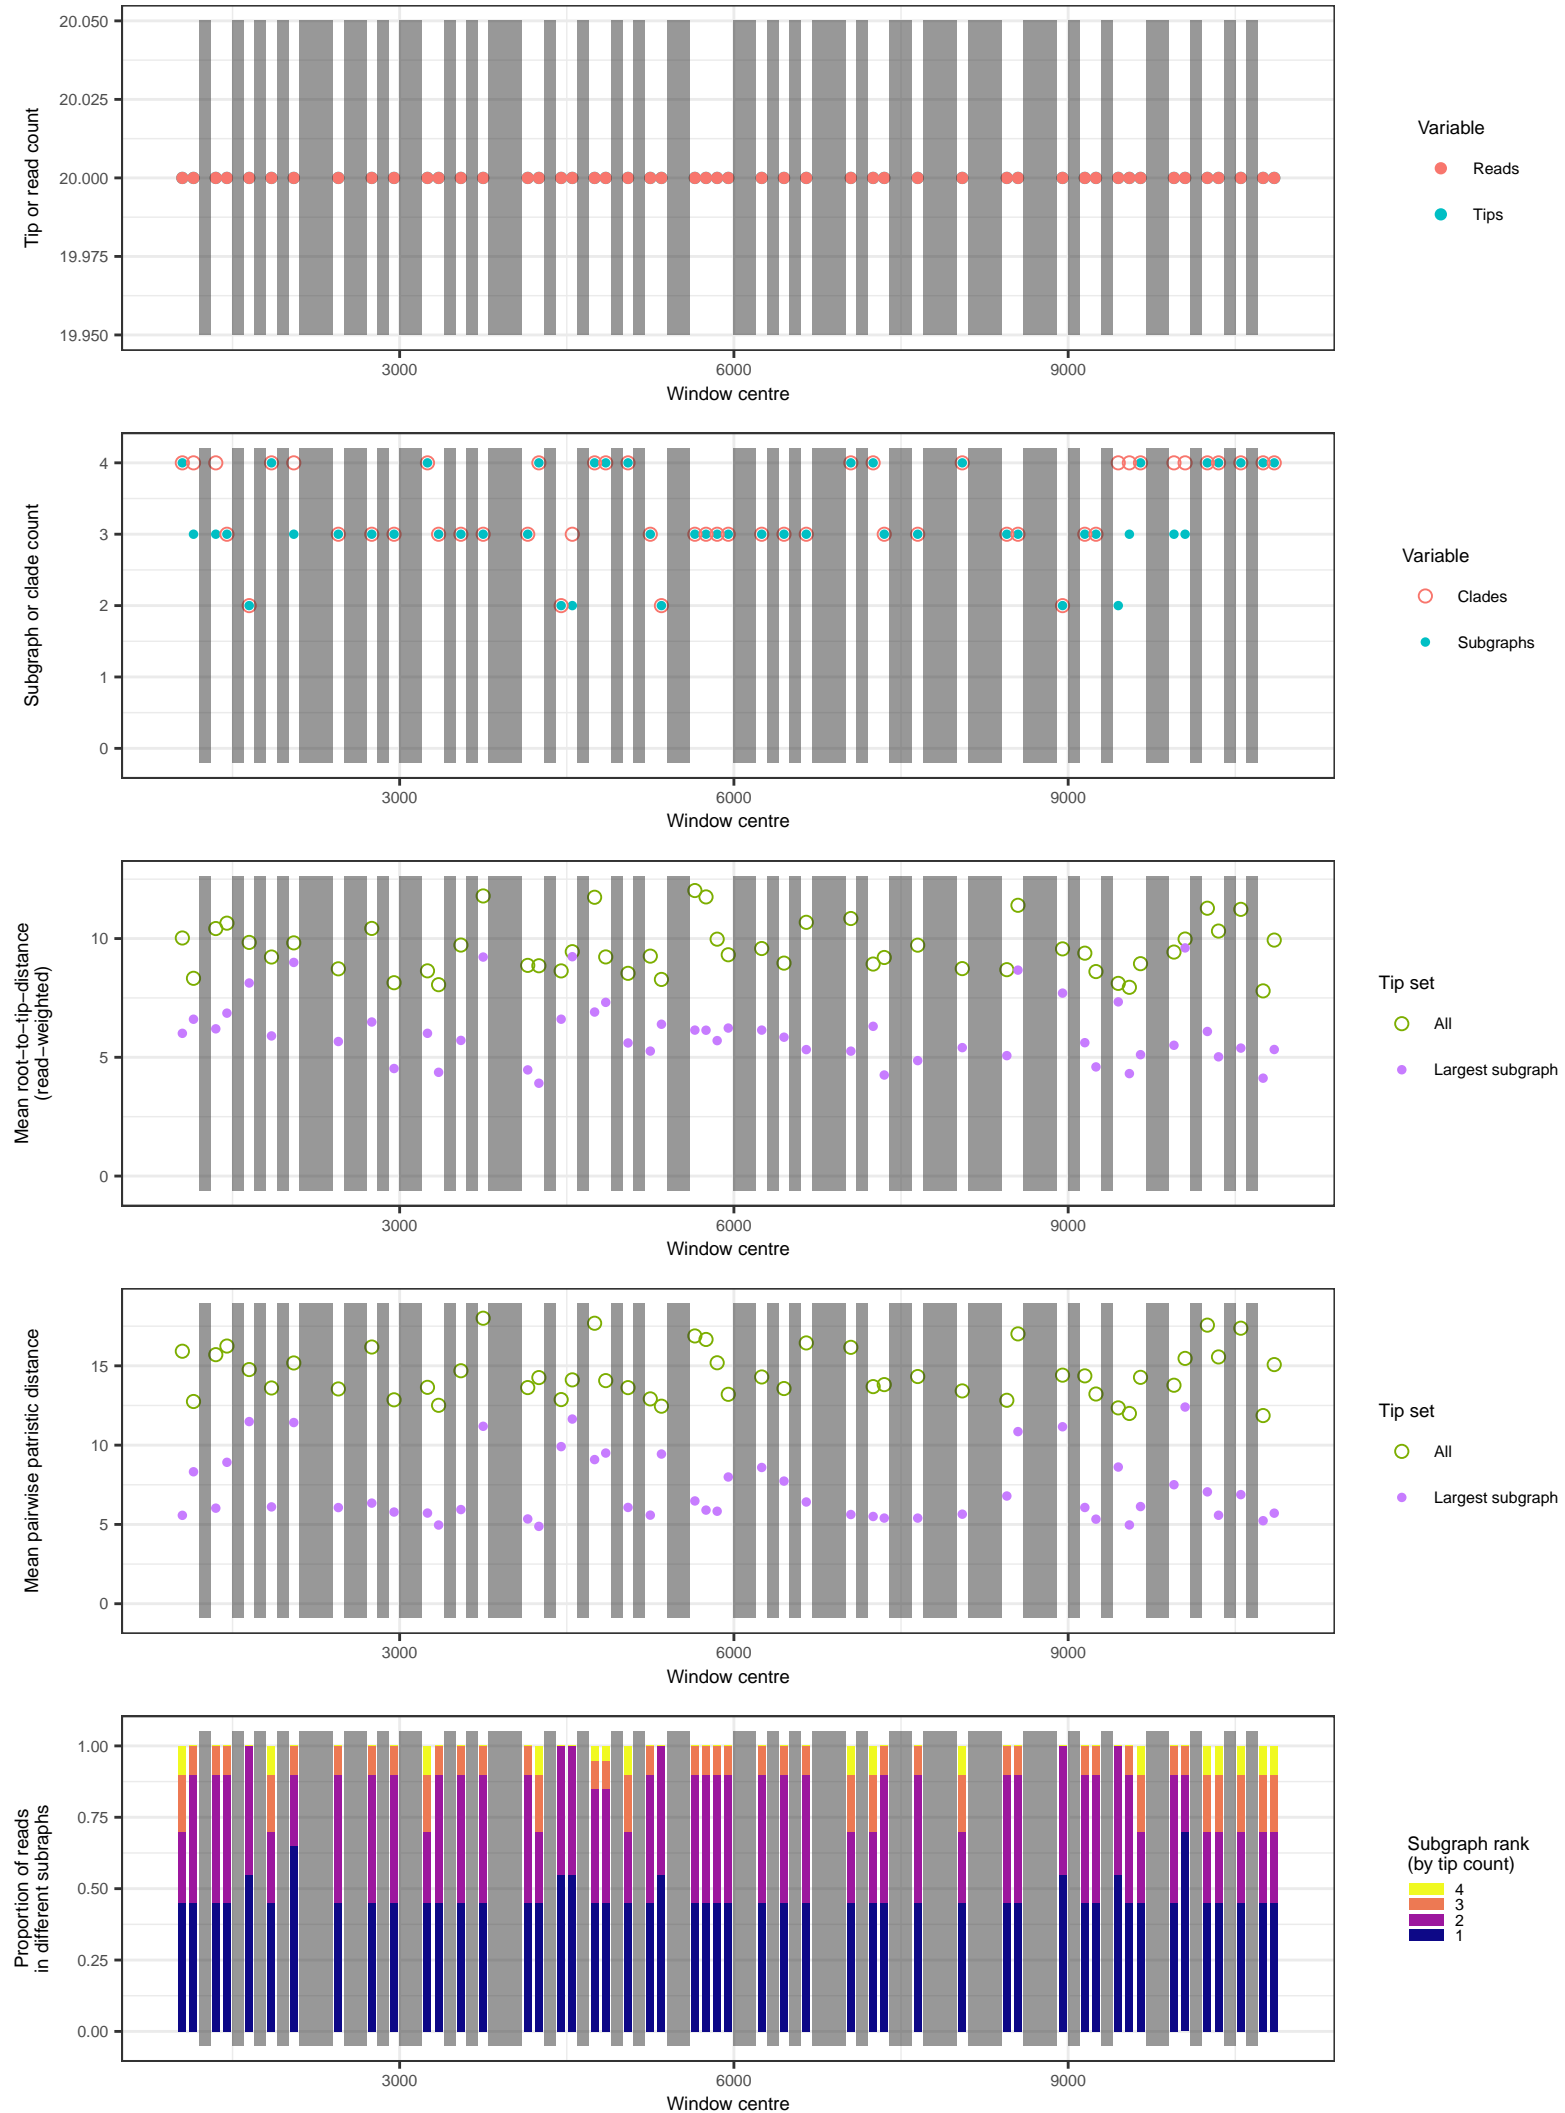 20.050
20.025
20.000
19.975
19.950
Tip or read count
3000
6000
9000
Window centre
Variable
Reads
Tips
4
3
2
1
0
Subgraph or clade count
3000
6000
9000
Window centre
Variable
Clades
Subgraphs
10
5
0
Mean root−to−tip−distance
(read−weighted)
3000
6000
9000
Window centre
Tip set
All
Largest subgraph
15
10
5
0
Mean pairwise patristic distance
3000
6000
9000
Window centre
Tip set
All
Largest subgraph
1.00
0.75
0.50
0.25
0.00
Proportion of reads
in different subraphs
3000
6000
9000
Window centre
Subgraph rank
(by tip count)
4
3
2
1